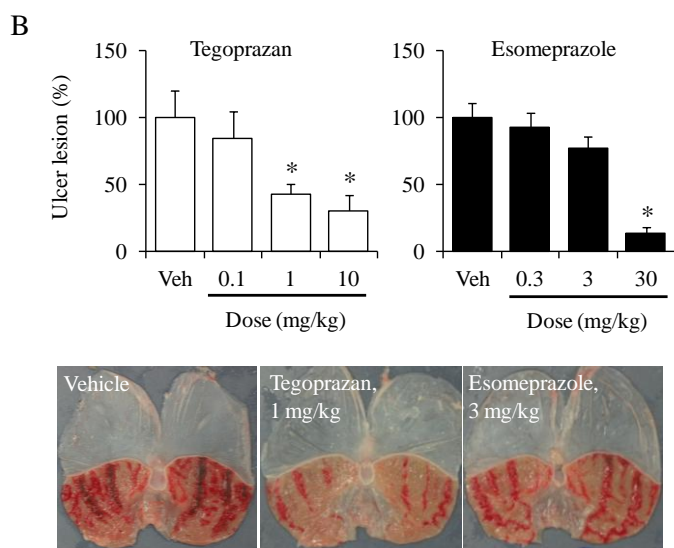 B
Tegoprazan
Esomeprazole
Ulcer lesion (%)
150
100
50
0
*
*
Veh 0.1 1 10
Dose (mg/kg)
150
100
50
0
*
Veh 0.3 3 30
Dose (mg/kg)
Vehicle
Tegoprazan,
1 mg/kg
Esomeprazole,
3 mg/kg